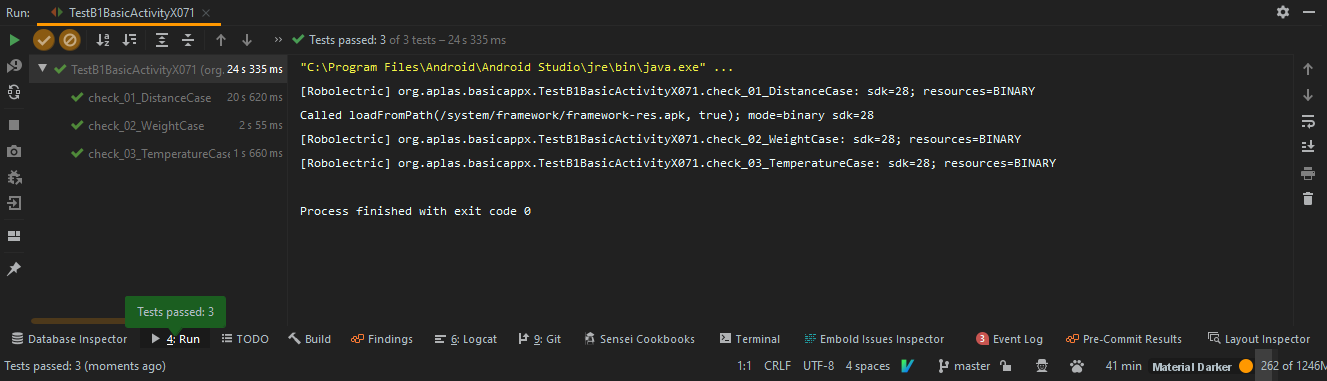 Run: TestB1BasicActivityX071
Tests passed: 3 of 3 tests – 24 s 335 ms
TestB1BasicActivityX071 (org. 24 s 335 ms
check_01_DistanceCase 20 s 620 ms
check_02_WeightCase 2 s 55 ms
check_03_TemperatureCase 1 s 660 ms
"C:\Program Files\Android\Android Studio\jre\bin\java.exe" ...
[Robolectric] org.aplas.basicappx.TestB1BasicActivityX071.check_01_DistanceCase: sdk=28; resources=BINARY
Called loadFromPath(/system/framework/framework-res.apk, true); mode=binary sdk=28
[Robolectric] org.aplas.basicappx.TestB1BasicActivityX071.check_02_WeightCase: sdk=28; resources=BINARY
[Robolectric] org.aplas.basicappx.TestB1BasicActivityX071.check_03_TemperatureCase: sdk=28; resources=BINARY
Process finished with exit code 0
Tests passed: 3
Database Inspector 4: Run TODO Build Findings 6: Logcat 9: Git Sensei Cookbooks Terminal Embold Issues Inspector 3 Event Log Pre-Commit Results Layout Inspector
Tests passed: 3 (moments ago) 1:1 CRLF UTF-8 4 spaces master 41 min Material Darker 262 of 1246M